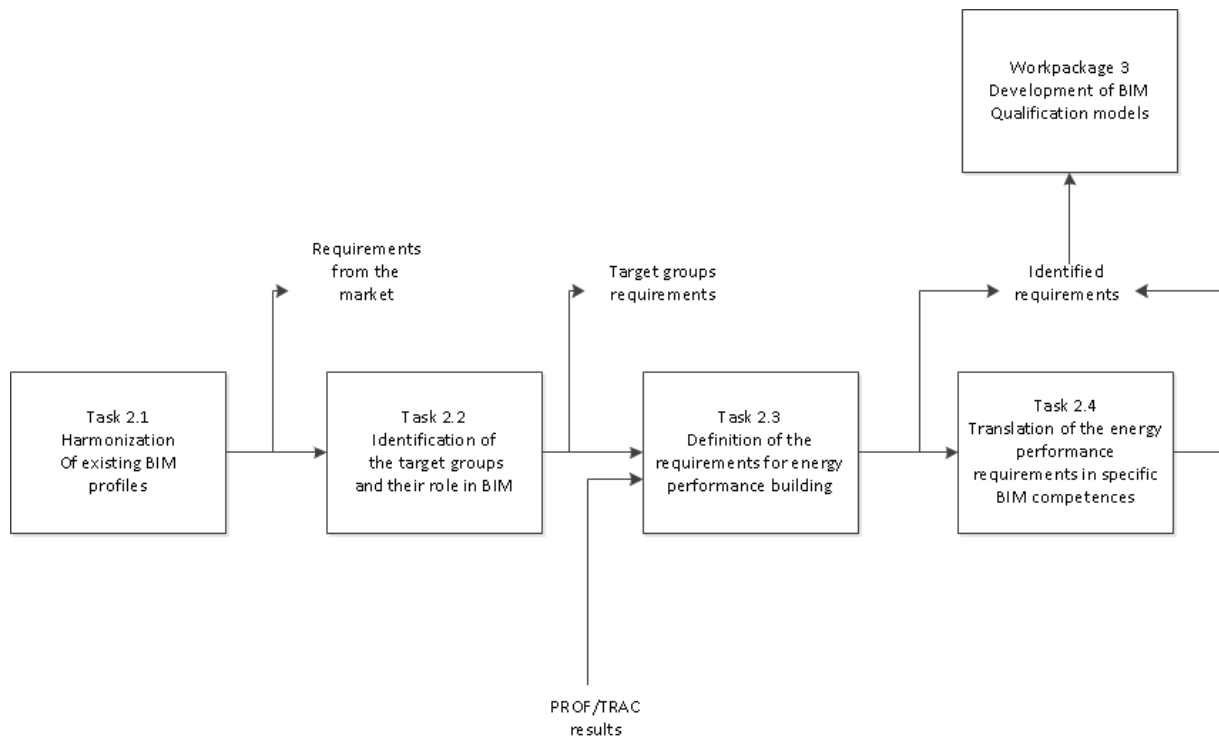 Workpackage 3
Development of BIM
Qualification models
Requirements
from the
market
Target groups
requirements
Identified
requirements
Task 2.1
Harmonization
Of existing BIM
profiles
Task 2.2
Identification of
the target groups
and their role in BIM
Task 2.3
Definition of the
requirements for energy
performance building
Task 2.4
Translation of the energy
performance
requirements in specific
BIM competences
PROF/TRAC
results